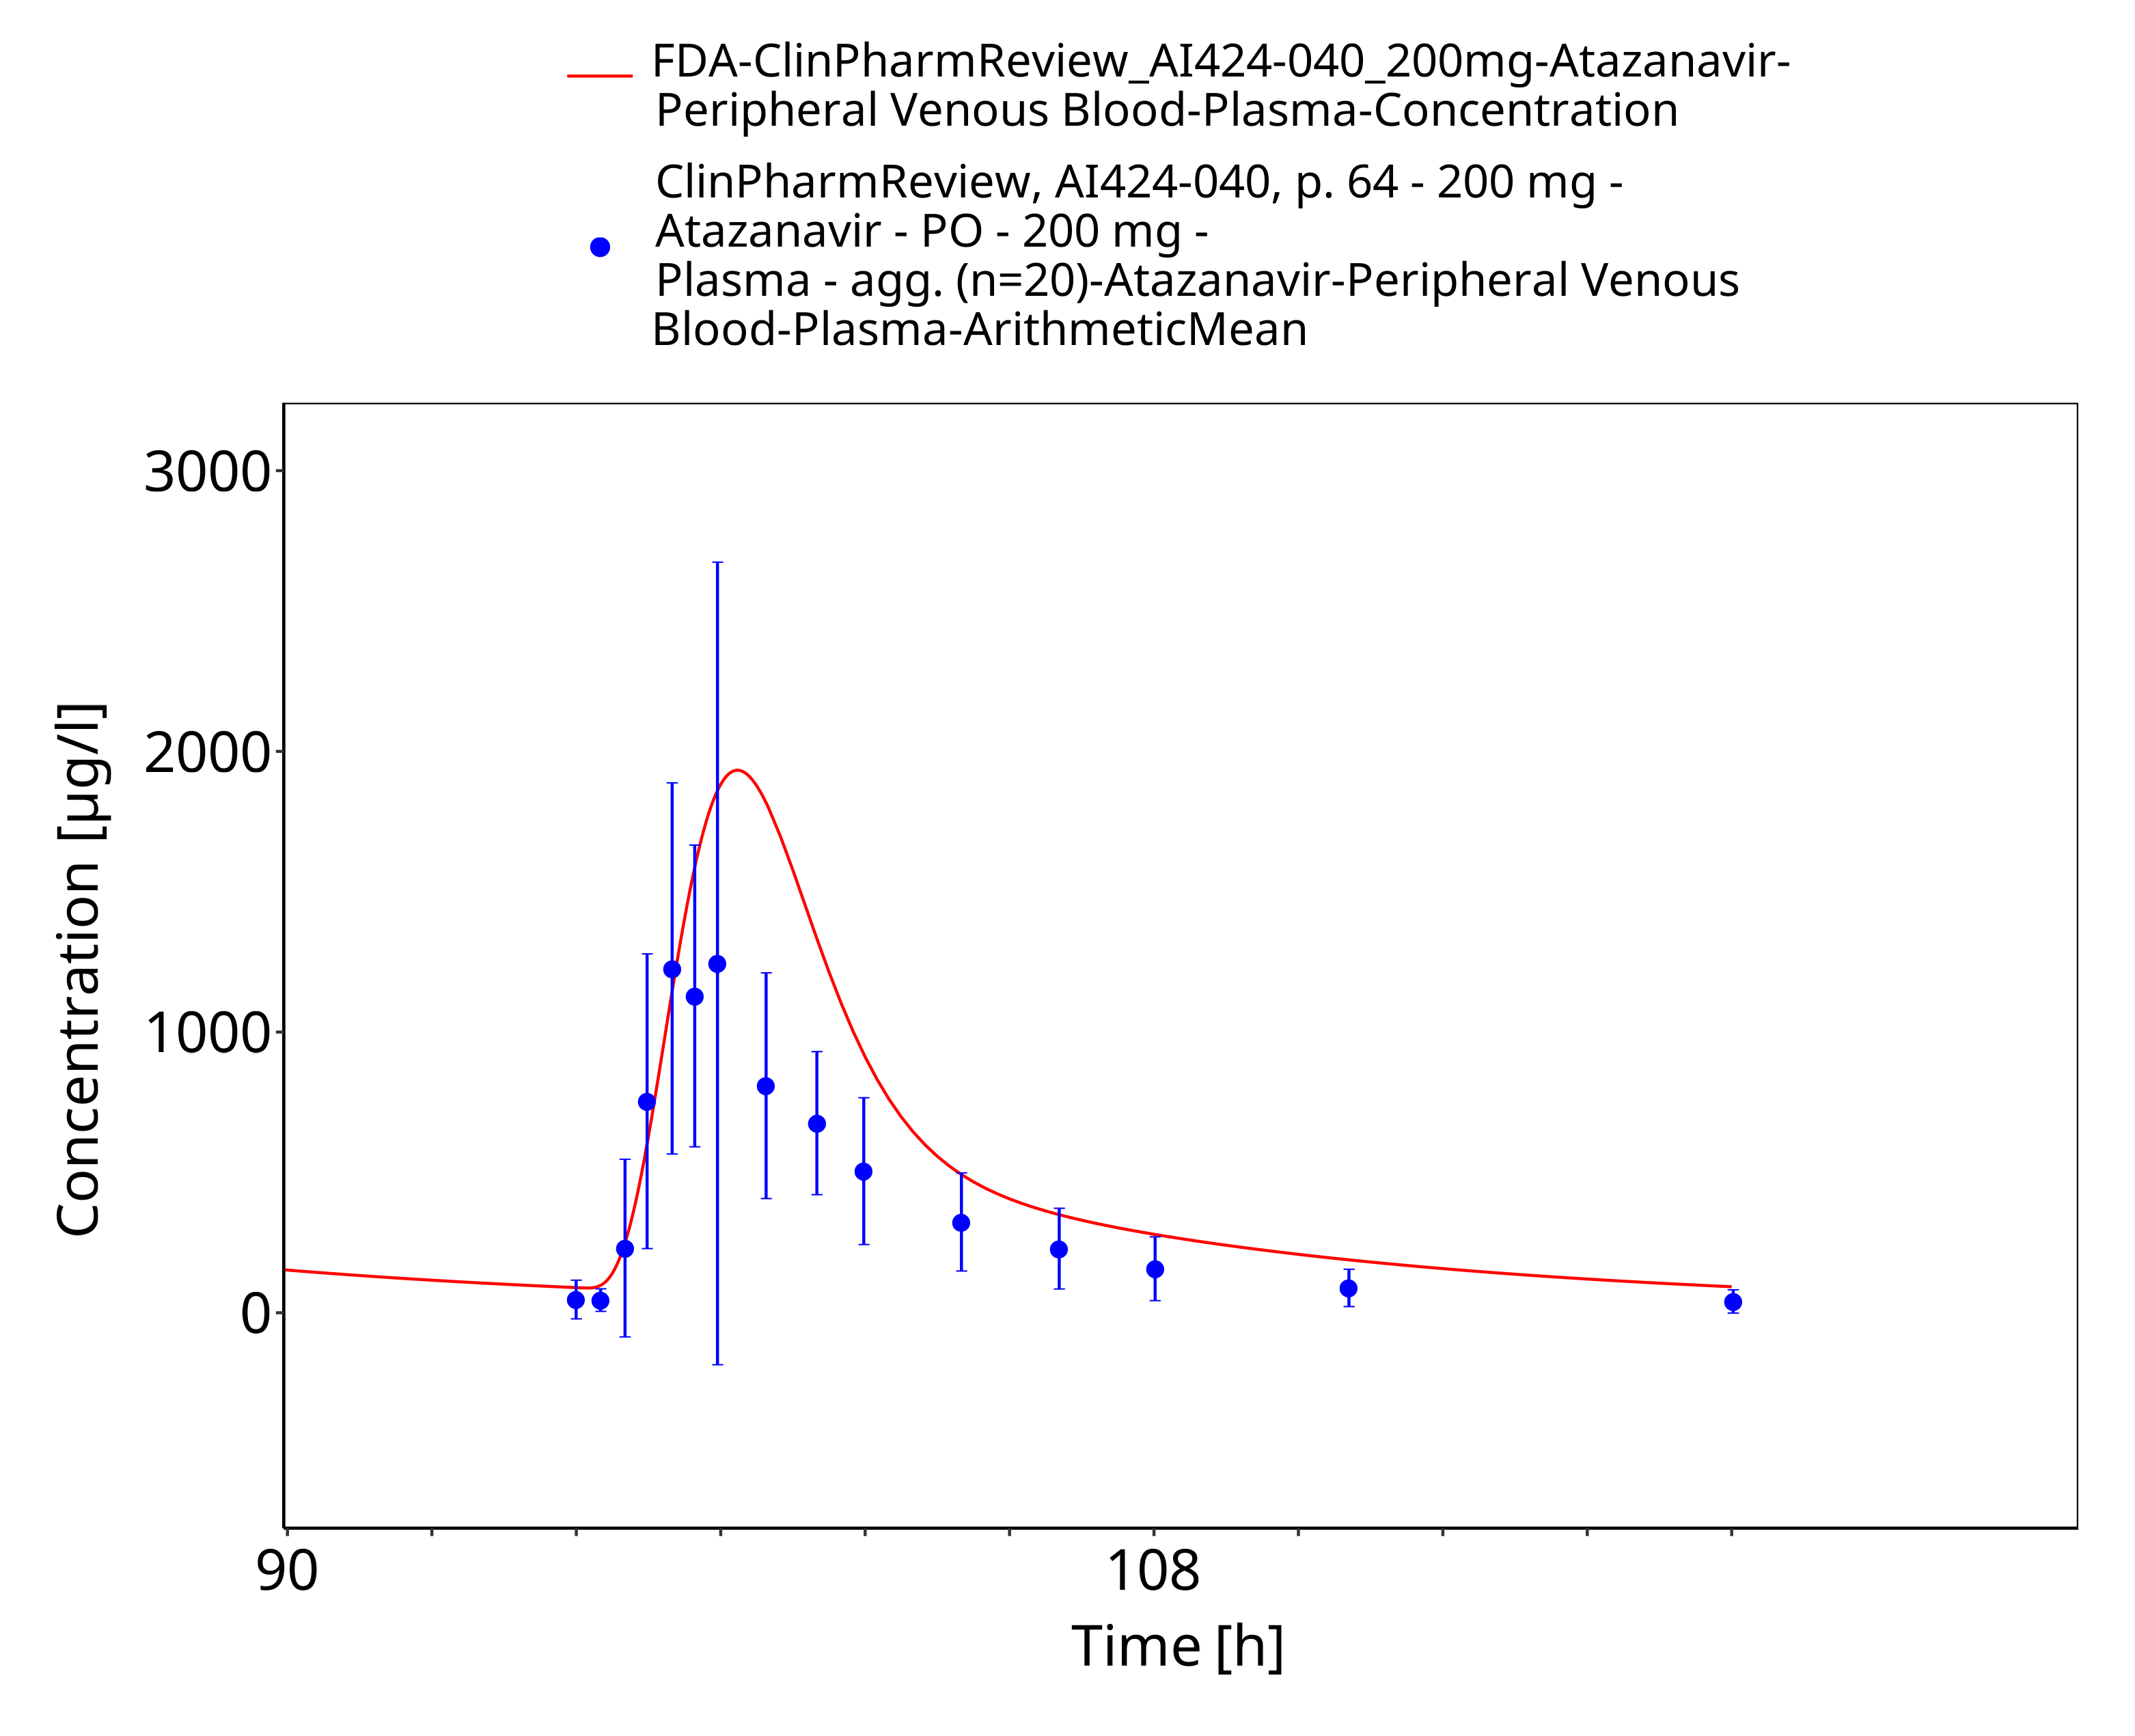 FDA-ClinPharmReview_AI424-040_200mg-Atazanavir-
Peripheral Venous Blood-Plasma-Concentration
ClinPharmReview, AI424-040, p. 64 - 200 mg -
Atazanavir - PO - 200 mg -
Plasma - agg. (n=20)-Atazanavir-Peripheral Venous
Blood-Plasma-ArithmeticMean
3000
2000
1000
0
Concentration [µg/l]
90
108
Time [h]